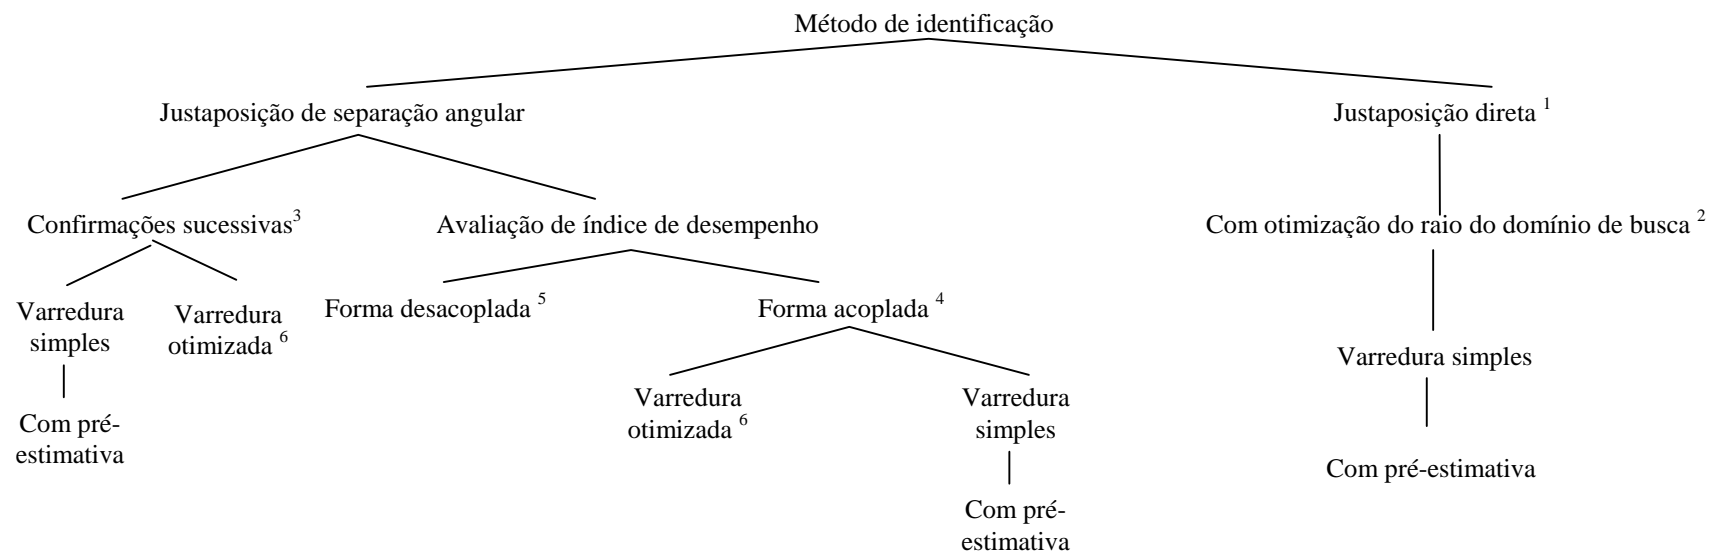 Método de identificação
Justaposição de separação angular
Justaposição direta 1
Confirmações sucessivas3
Avaliação de índice de desempenho
Com otimização do raio do domínio de busca 2
Varredura
simples
Varredura
otimizada 6
Forma desacoplada 5
Forma acoplada 4
Varredura simples
Varredura
otimizada 6
Varredura
simples
Com pré-
estimativa
Com pré-estimativa
Com pré-
estimativa